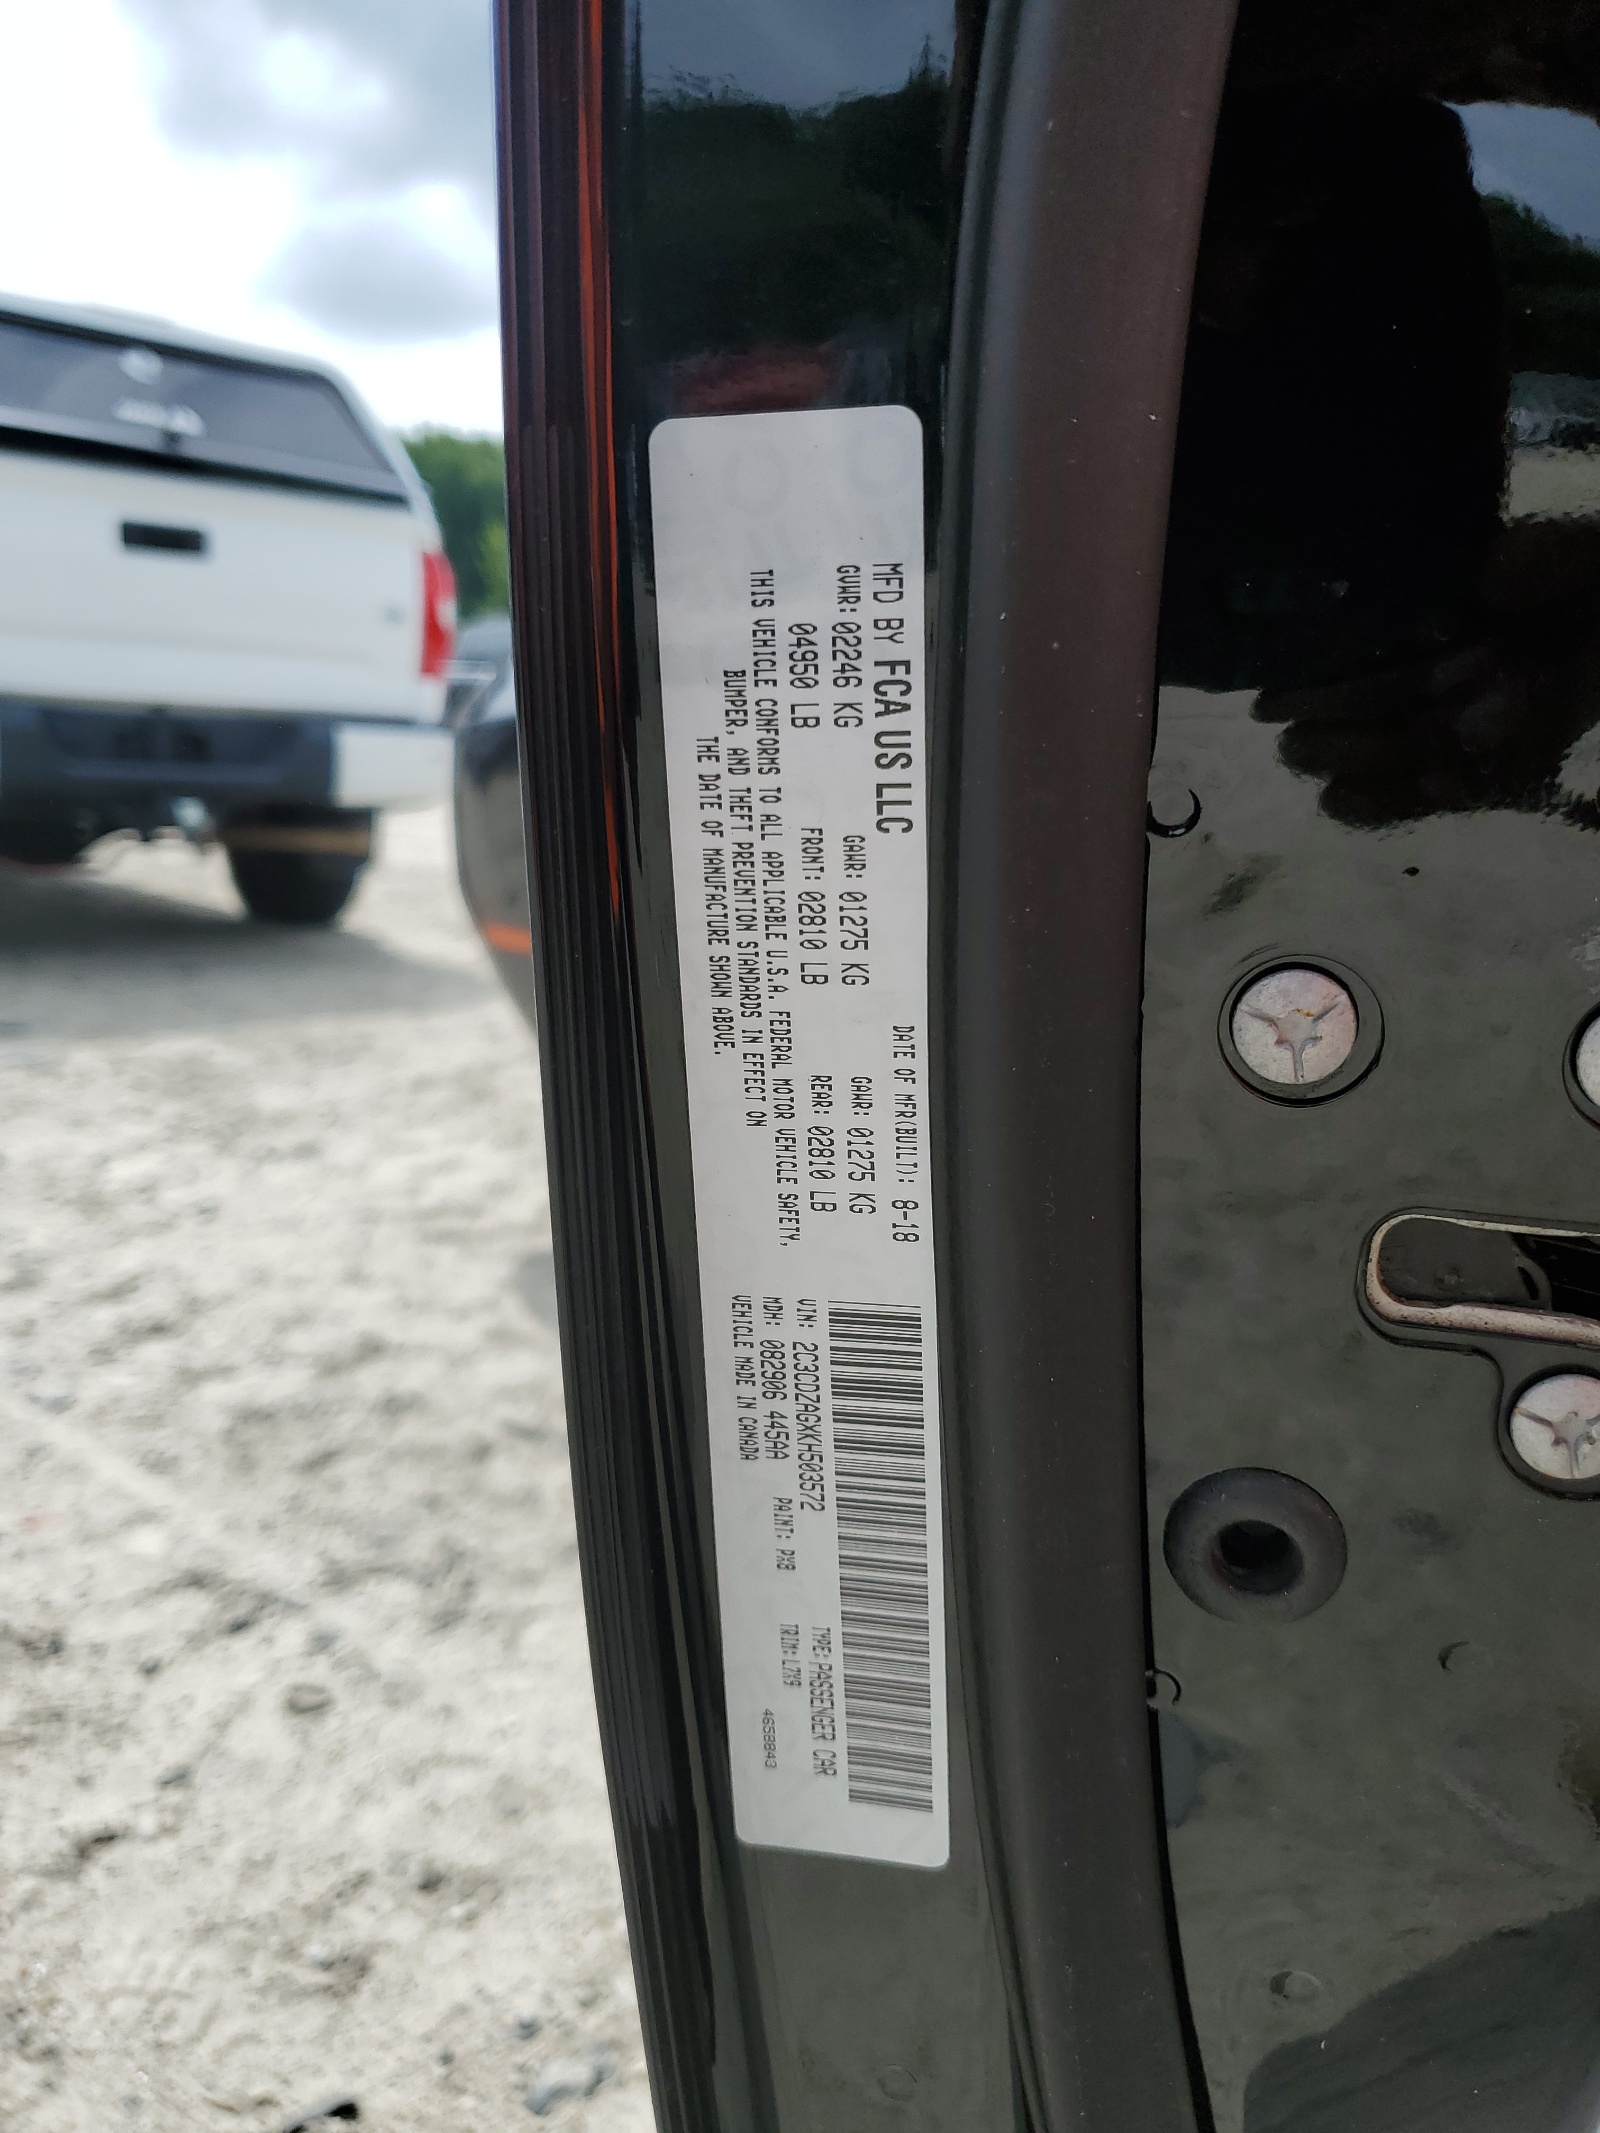 MFD BY FCA US LLC
DATE OF MFR(BUILT): 8-18
GVWR: 02246 KG
GAWR: 01275 KG
GAWR: 01275 KG
04950 LB
FRONT: 02810 LB
REAR: 02810 LB
THIS VEHICLE CONFORMS TO ALL APPLICABLE U.S.A. FEDERAL MOTOR VEHICLE SAFETY,
BUMPER, AND THEFT PREVENTION STANDARDS IN EFFECT ON
THE DATE OF MANUFACTURE SHOWN ABOVE.
VIN: 2C3CDZAGXKH503572
TYPE: PASSENGER CAR
MDH: 082906 445AA
PAINT: PX8
TRIM: L7X9
VEHICLE MADE IN CANADA
4658843